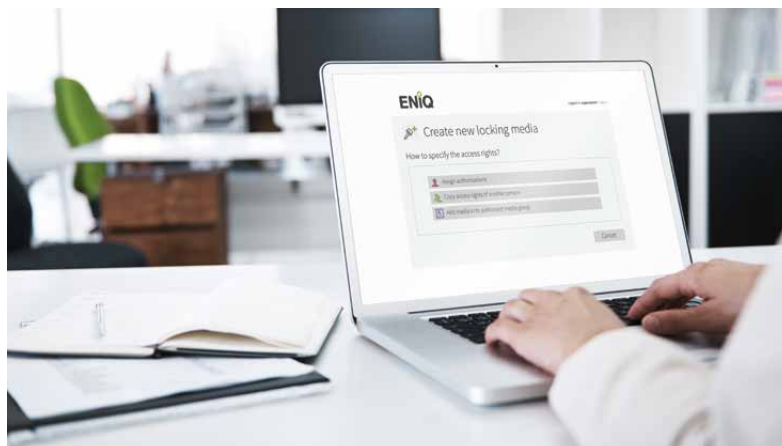 ENiQ
Create new locking media
How to specify the access rights?
Assign authorisations
Copy access rights of another person
Add media into authorised media group
Cancel